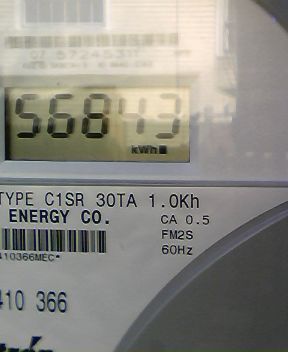 56843
kWh
TYPE C1SR 30TA 1.0Kh
ENERGY CO.
CA 0.5
FM2S
60Hz
410366MEC*
410 366